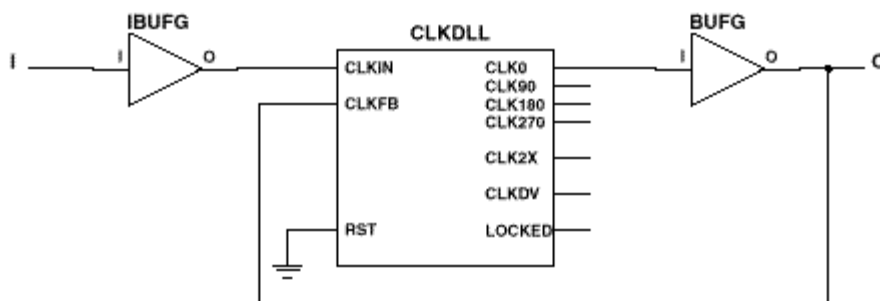 IBUFG
BUFG
CLKDLL
I
I
O
CLKIN
CLK0
I
O
CLK90
CLKFB
CLK180
CLK270
CLK2X
CLKDV
RST
LOCKED